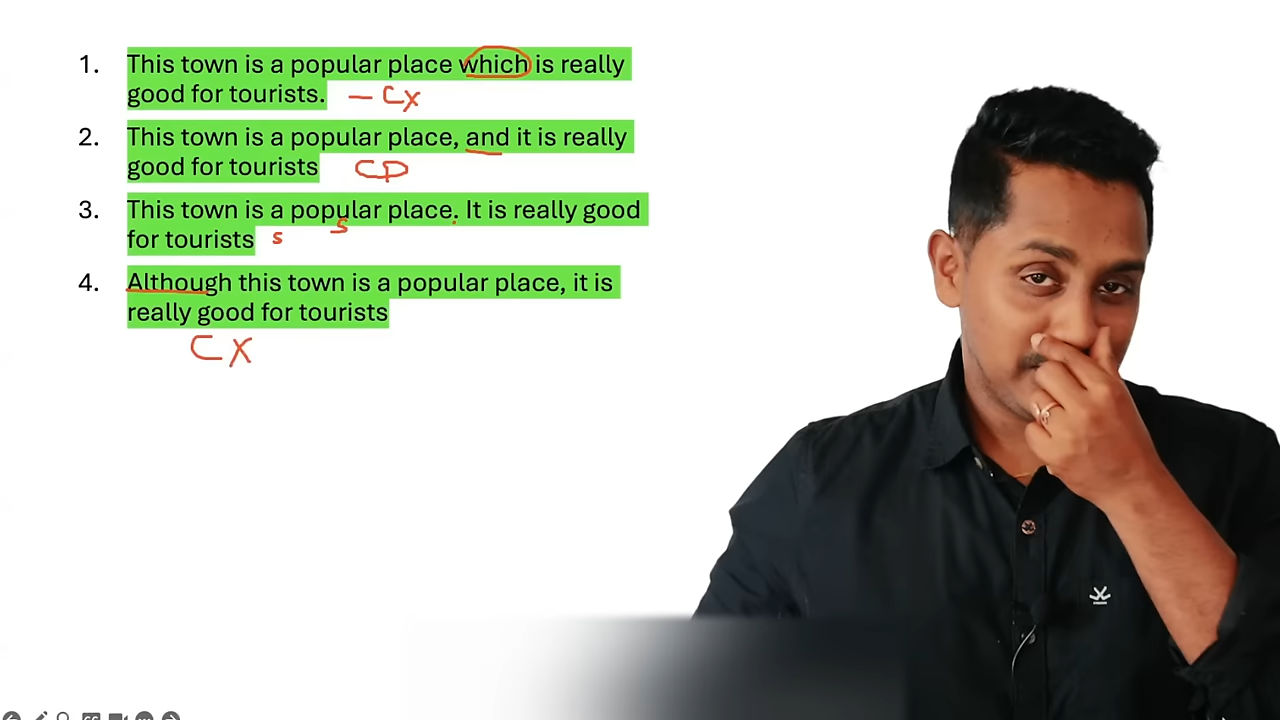 1. This town is a popular place which is really
good for tourists. – CX
2. This town is a popular place, and it is really
good for tourists CP
3. This town is a popular place. It is really good
s
for tourists s
4. Although this town is a popular place, it is
really good for tourists
CX